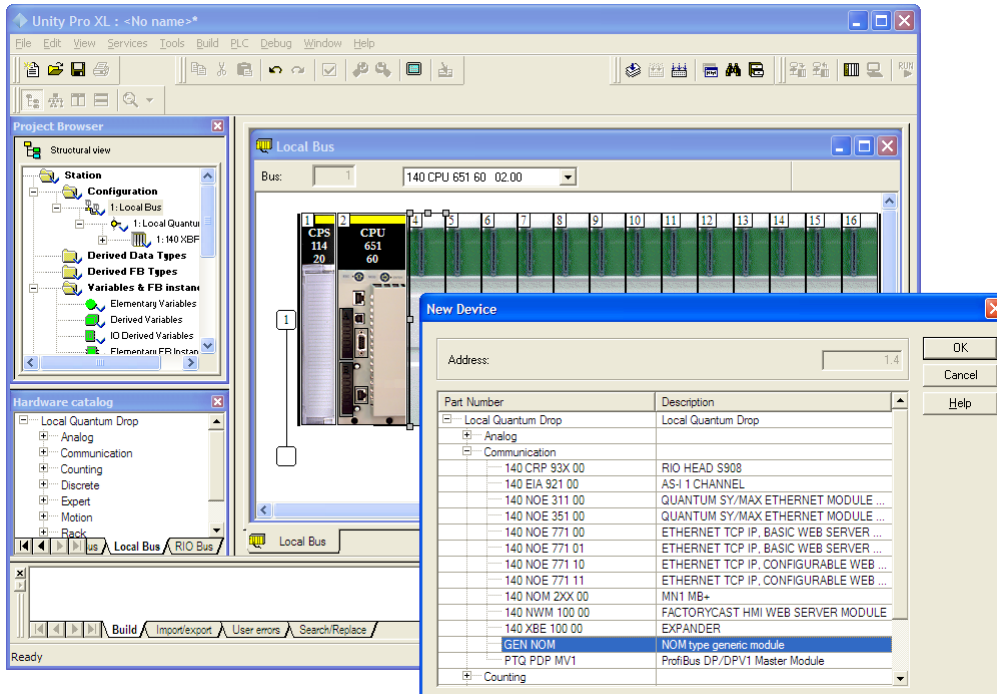 Unity Pro XL : <No name>*
File Edit View Services Tools Build PLC Debug Window Help
RUN
Project Browser
Structural view
Station
Configuration
1: Local Bus
1: Local Quantur
1: 140 XBF
Derived Data Types
Derived FB Types
Variables & FB instan
Elementary Variables
Derived Variables
IO Derived Variables
Elementary FB Instan
Hardware catalog
Local Quantum Drop
Analog
Communication
Counting
Discrete
Expert
Motion
Rack
us Local Bus RIO Bus
Local Bus
Bus: 1 140 CPU 651 60 02.00
1 2 4 5 6 7 8 9 10 11 12 13 14 15 16
CPS 114 20
CPU 651 60
1
Local Bus
New Device
Address: 1.4
OK
Cancel
Help
Part Number Description
Local Quantum Drop Local Quantum Drop
Analog
Communication
140 CRP 93X 00 RIO HEAD S908
140 EIA 921 00 AS-I 1 CHANNEL
140 NOE 311 00 QUANTUM SY/MAX ETHERNET MODULE ...
140 NOE 351 00 QUANTUM SY/MAX ETHERNET MODULE ...
140 NOE 771 00 ETHERNET TCP IP, BASIC WEB SERVER ...
140 NOE 771 01 ETHERNET TCP IP, BASIC WEB SERVER ...
140 NOE 771 10 ETHERNET TCP IP, CONFIGURABLE WEB ...
140 NOE 771 11 ETHERNET TCP IP, CONFIGURABLE WEB ...
140 NOM 2XX 00 MN1 MB+
140 NWM 100 00 FACTORYCAST HMI WEB SERVER MODULE
140 XBE 100 00 EXPANDER
GEN NOM NOM type generic module
PTQ PDP MV1 ProfiBus DP/DPV1 Master Module
Counting
Build Import/export User errors Search/Replace
Ready